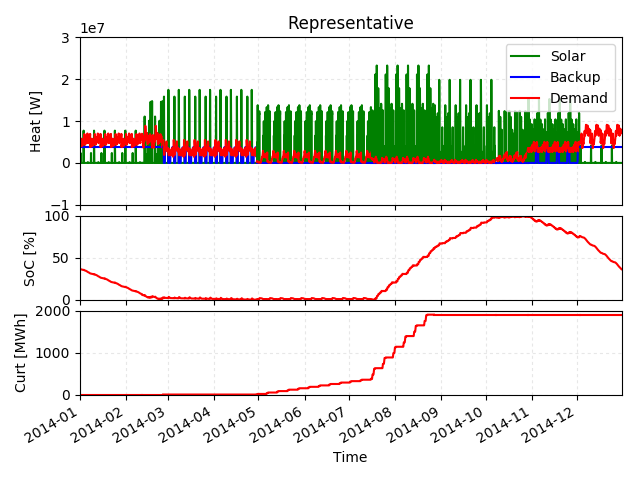 Representative
1e7
3
2
1
0
−1
Heat [W]
Solar
Backup
Demand
100
50
0
SoC [%]
2000
1000
0
Curt [MWh]
2014-01
2014-02
2014-03
2014-04
2014-05
2014-06
2014-07
2014-08
2014-09
2014-10
2014-11
2014-12
Time